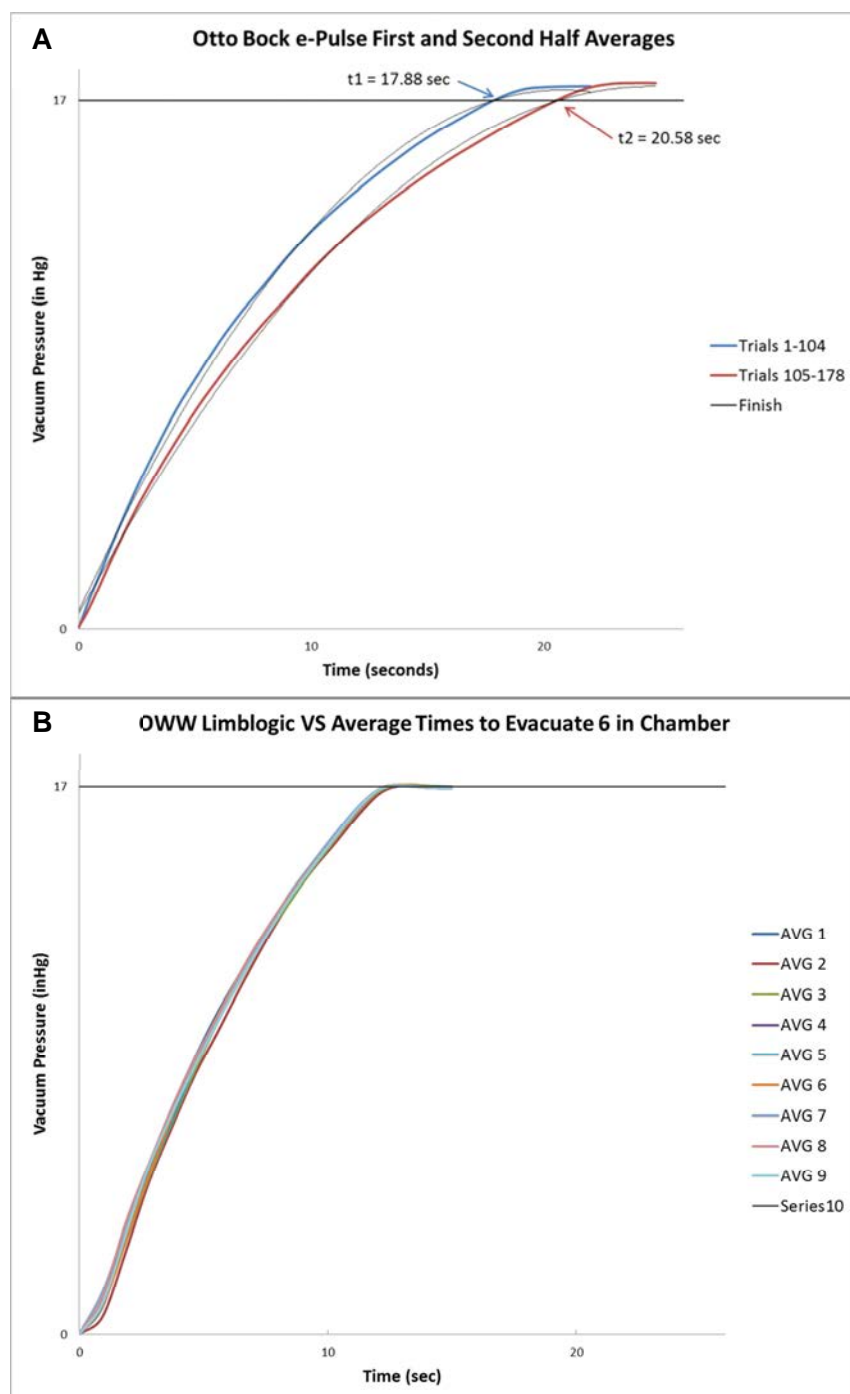 A
Otto Bock e-Pulse First and Second Half Averages
t1 = 17.88 sec
17
t2 = 20.58 sec
Vacuum Pressure (in Hg)
Trials 1-104
Trials 105-178
Finish
0
0
10
20
Time (seconds)
B
OWW Limblogic VS Average Times to Evacuate 6 in Chamber
17
Vacuum Pressure (inHg)
AVG 1
AVG 2
AVG 3
AVG 4
AVG 5
AVG 6
AVG 7
AVG 8
AVG 9
Series10
0
0
10
20
Time (sec)